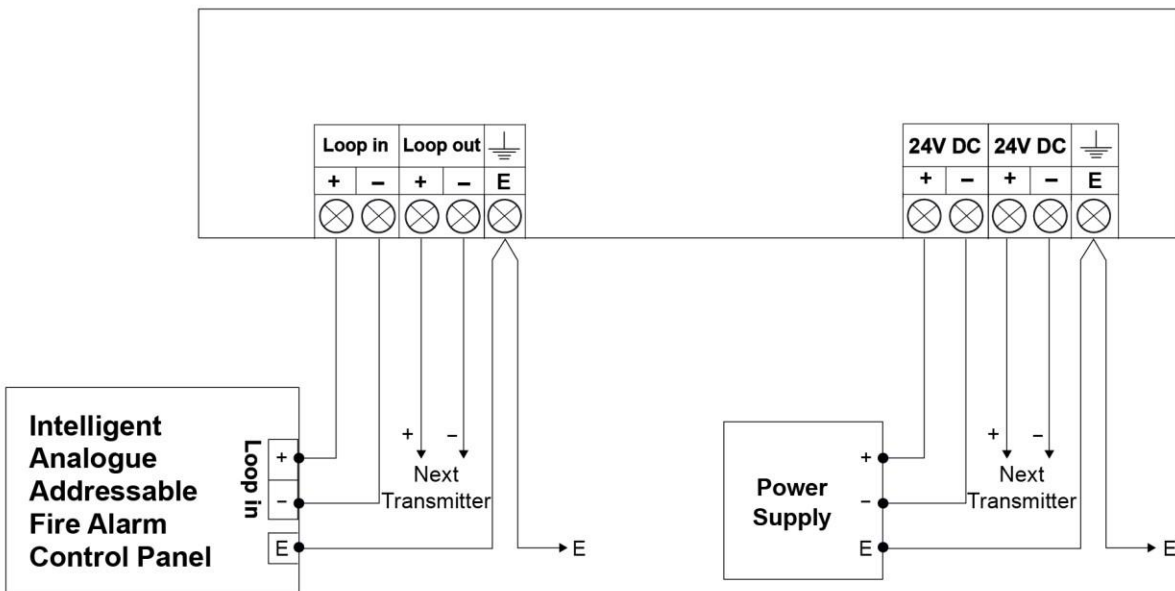 Loop in Loop out
+ − + − E
24V DC 24V DC
+ − + − E
Intelligent
Analogue
Addressable
Fire Alarm
Control Panel
Loop in
+
−
E
+ −
Next
Transmitter
E
Power
Supply
+
−
E
+ −
Next
Transmitter
E